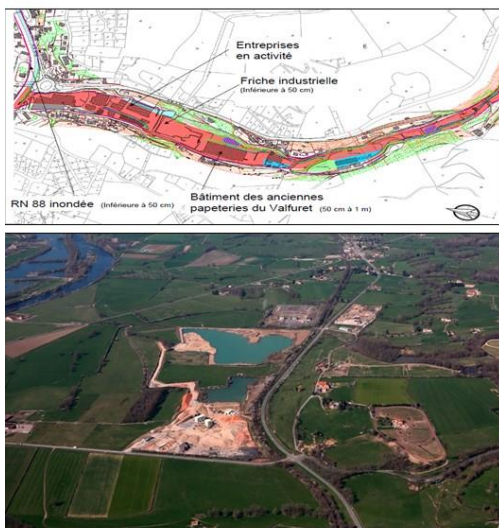 Entreprises
en activité
Friche industrielle
(Inférieure à 50 cm)
RN 88 inondée (Inférieure à 50 cm)
Bâtiment des anciennes
papeteries du Valfuret (50 cm à 1 m)